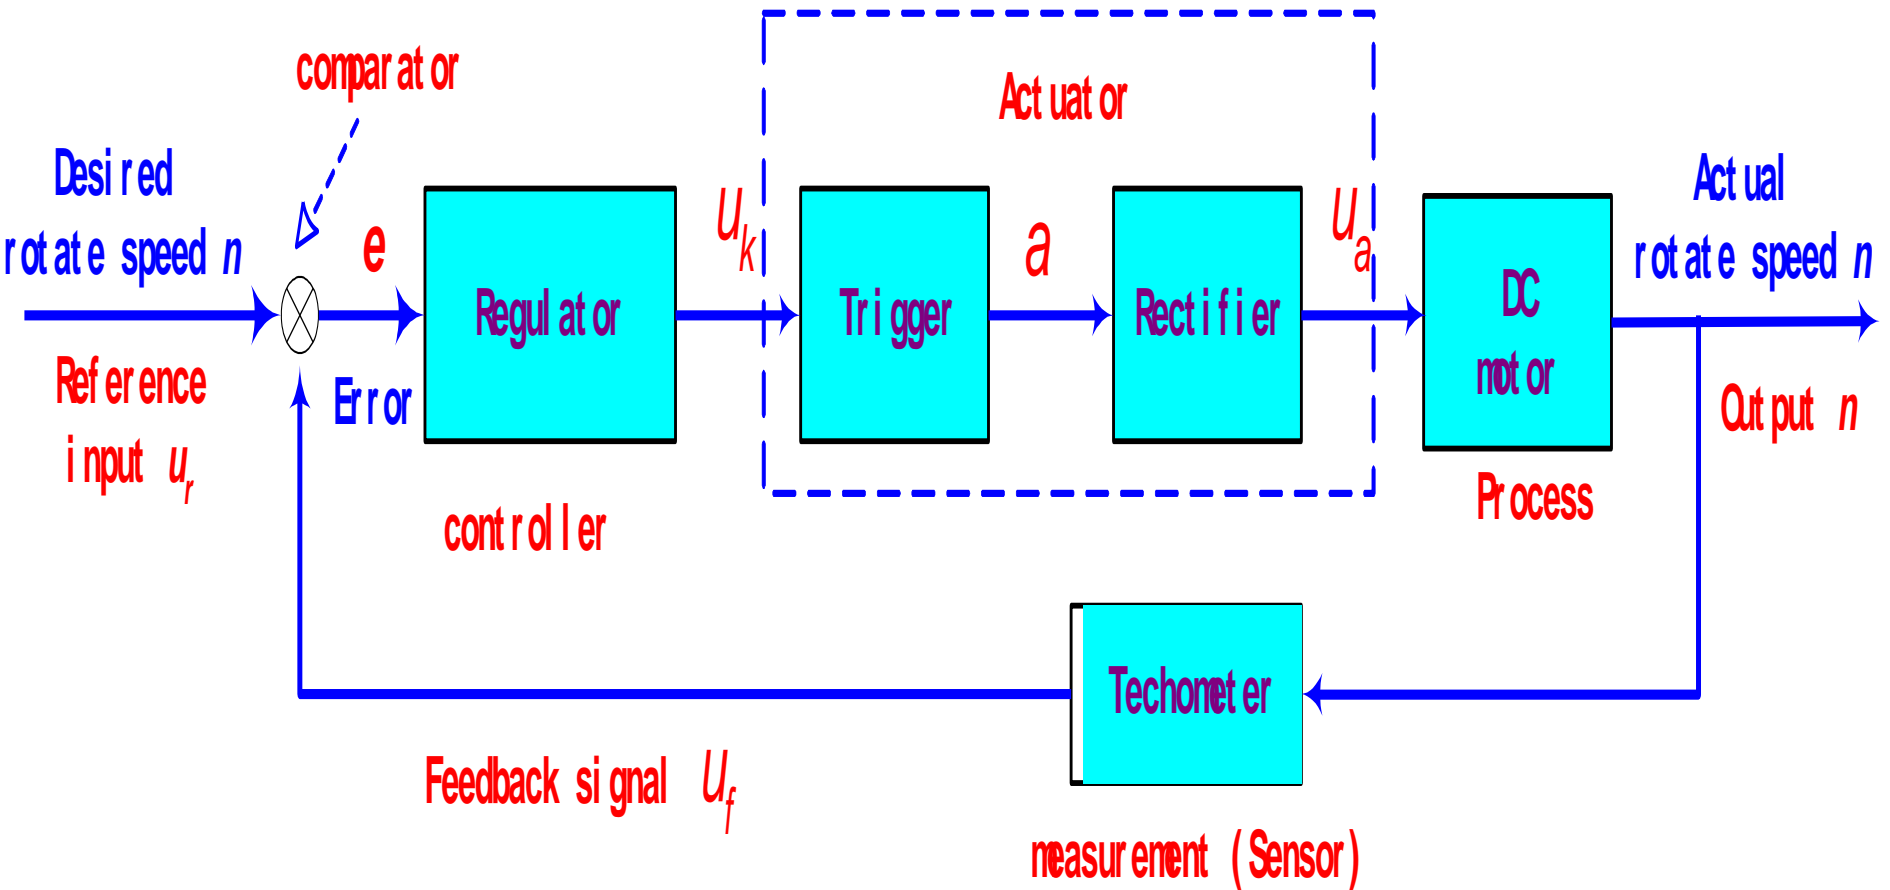 comparator
Actuator
Desired
rotate speed n
e
Regulator
u_k
Trigger
a
Rectifier
u_a
DC
motor
Actual
rotate speed n
Reference
input u_r
Error
Output n
controller
Process
Techometer
Feedback signal u_f
measurement (Sensor)